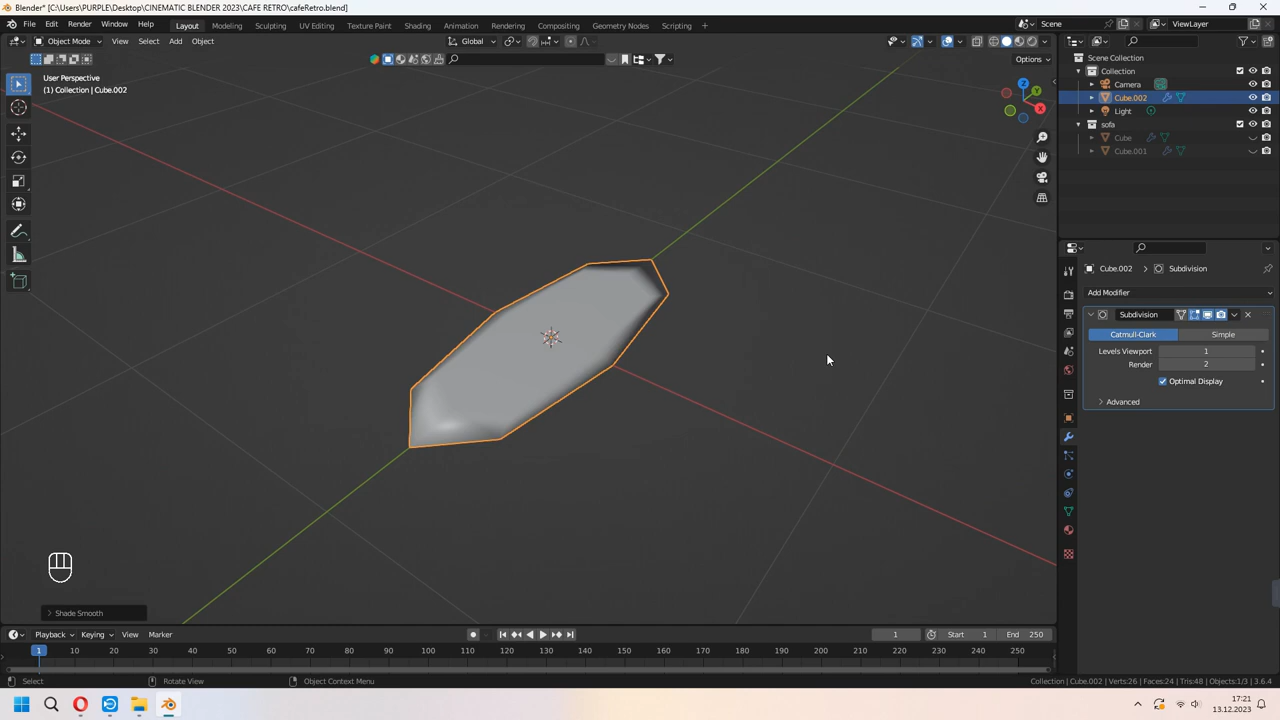 Blender* [C:\Users\PURPLE\Desktop\CINEMATIC BLENDER 2023\CAFE RETRO\cafeRetro.blend]
File Edit Render Window Help Layout Modeling Sculpting UV Editing Texture Paint Shading Animation Rendering Compositing Geometry Nodes Scripting + Scene ViewLayer
Object Mode View Select Add Object Global
Options
User Perspective
(1) Collection | Cube.002
Z
Y
X
Scene Collection
Collection
Camera
Cube.002
Light
sofa
Cube
Cube.001
Cube.002 Subdivision
Add Modifier
Subdivision
Catmull-Clark Simple
Levels Viewport 1
Render 2
Optimal Display
Advanced
Shade Smooth
Playback Keying View Marker 1 Start 1 End 250
1 10 20 30 40 50 60 70 80 90 100 110 120 130 140 150 160 170 180 190 200 210 220 230 240 250
Select Rotate View Object Context Menu Collection | Cube.002 | Verts:26 | Faces:24 | Tris:48 | Objects:1/3 | 3.6.4
17:21
13.12.2023